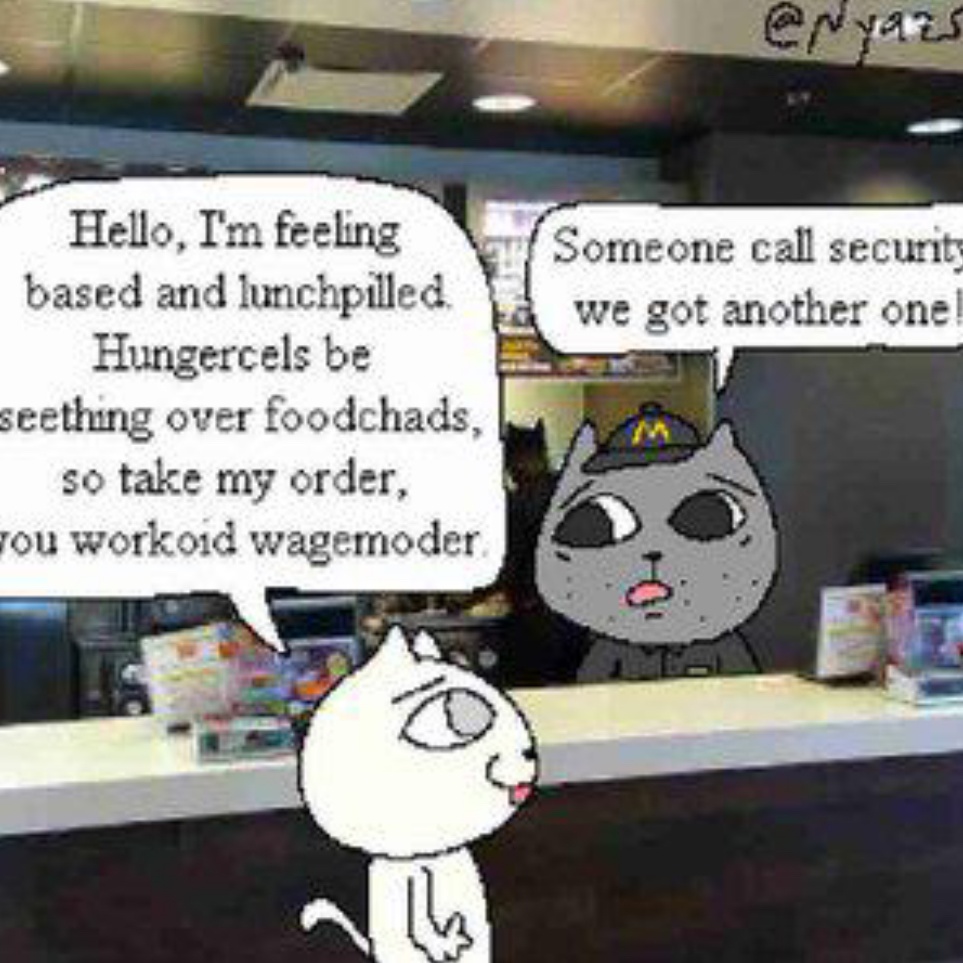 Hello, I'm feeling
based and lunchpilled.
Hungercels be
seething over foodchads,
so take my order,
you workoid wagemoder.
Someone call security
we got another one!
M